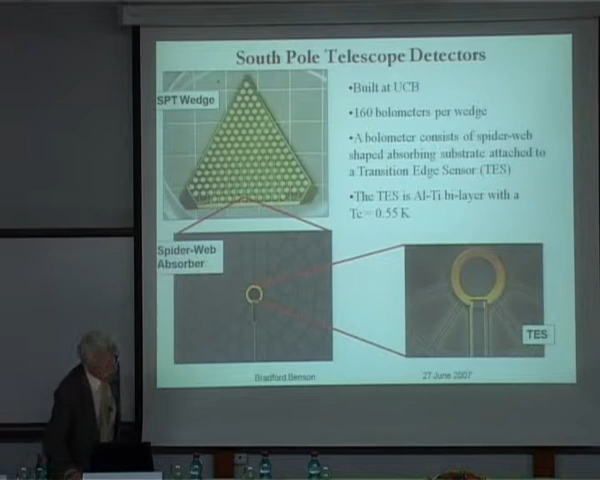 South Pole Telescope Detectors
SPT Wedge
•Built at UCB
•160 bolometers per wedge
•A bolometer consists of spider-web
shaped absorbing substrate attached to
a Transition Edge Sensor (TES)
•The TES is Al-Ti bi-layer with a
Tc = 0.55 K
Spider-Web
Absorber
TES
Bradford Benson
27 June 2007